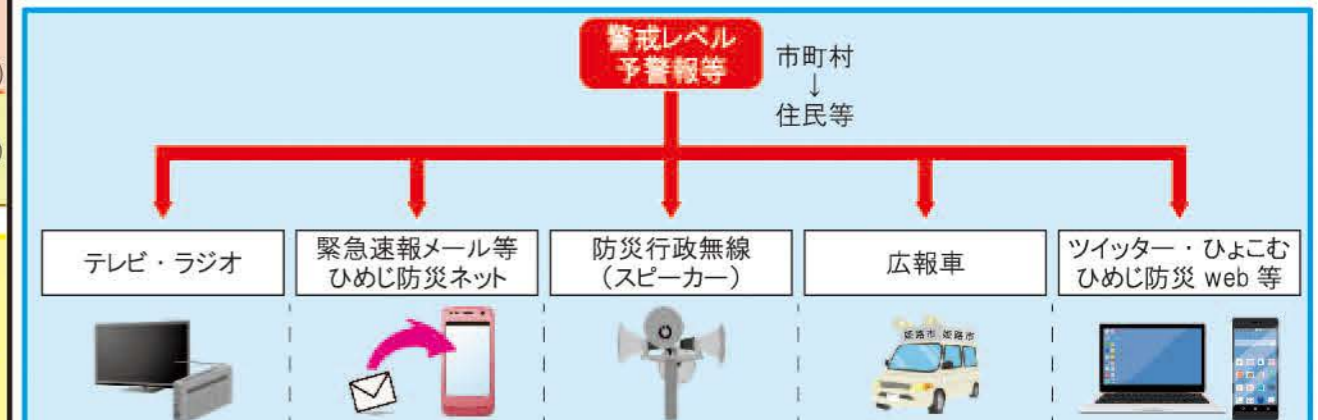 警戒レベル
予警報等
市町村
↓
住民等
テレビ・ラジオ
緊急速報メール等
ひめじ防災ネット
防災行政無線
（スピーカー）
広報車
ツイッター・ひょこむ
ひめじ防災 web 等
姫路市 姫路市
)
)